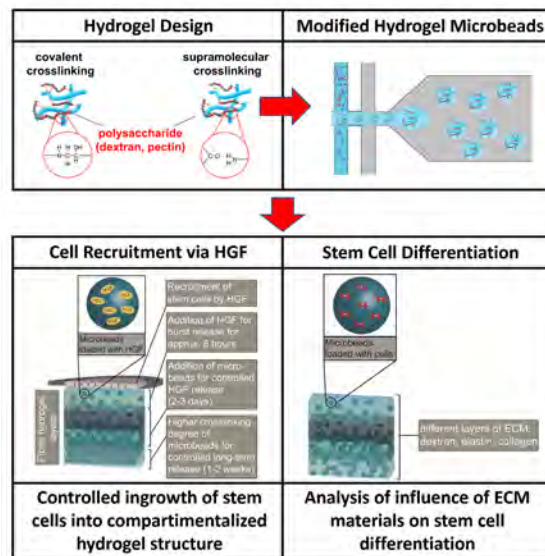 Hydrogel Design
Modified Hydrogel Microbeads
covalent
crosslinking
supramolecular
crosslinking
polysaccharide
(dextran, pectin)
Cell Recruitment via HGF
Stem Cell Differentiation
Microbeads
loaded with HGF
Recruitment of
stem cells by HGF
Addition of HGF for
burst release for
approx. 8 hours
Addition of micro-
beads for controlled
HGF release
(2-3 days)
Higher crosslinking
degree of
microbeads for
controlled long-term
release (1-2 weeks)
Microbeads
loaded with cells
different layers of ECM:
dextran, elastin, collagen
Controlled ingrowth of stem
cells into compartimentalized
hydrogel structure
Analysis of influence of ECM
materials on stem cell
differentiation